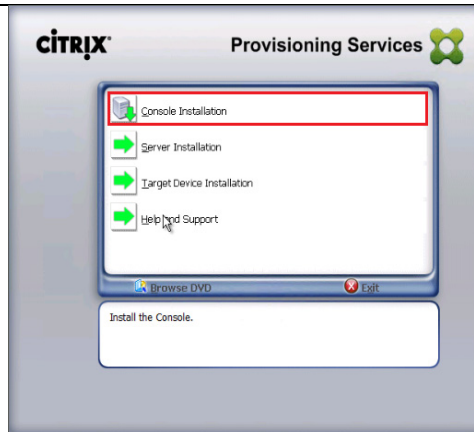 CITRIX
Provisioning Services
Console Installation
Server Installation
Target Device Installation
Help and Support
Browse DVD
Exit
Install the Console.